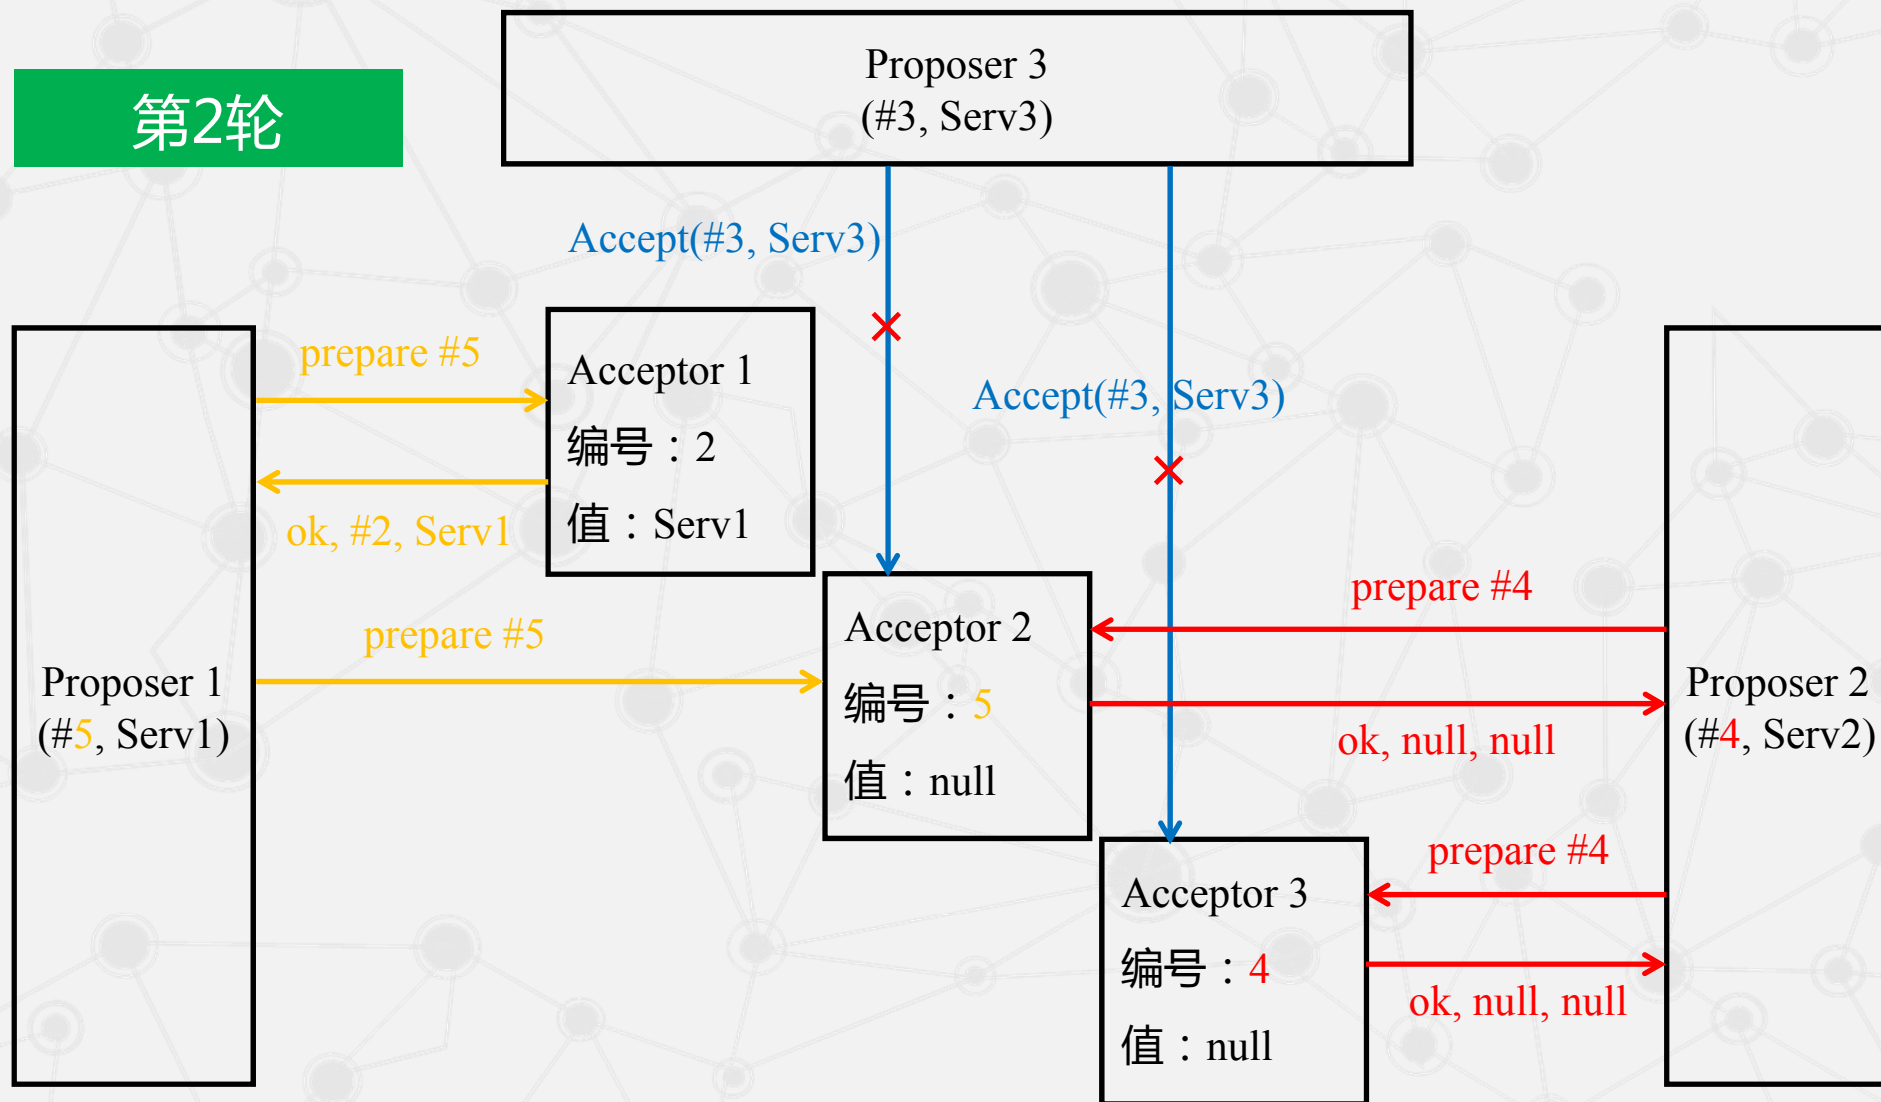 第2轮
Proposer 3
(#3, Serv3)
Accept(#3, Serv3)
Accept(#3, Serv3)
prepare #5
ok, #2, Serv1
prepare #5
Proposer 1
(#5, Serv1)
Acceptor 1
编号：2
值：Serv1
Acceptor 2
编号：5
值：null
Acceptor 3
编号：4
值：null
prepare #4
ok, null, null
prepare #4
ok, null, null
Proposer 2
(#4, Serv2)